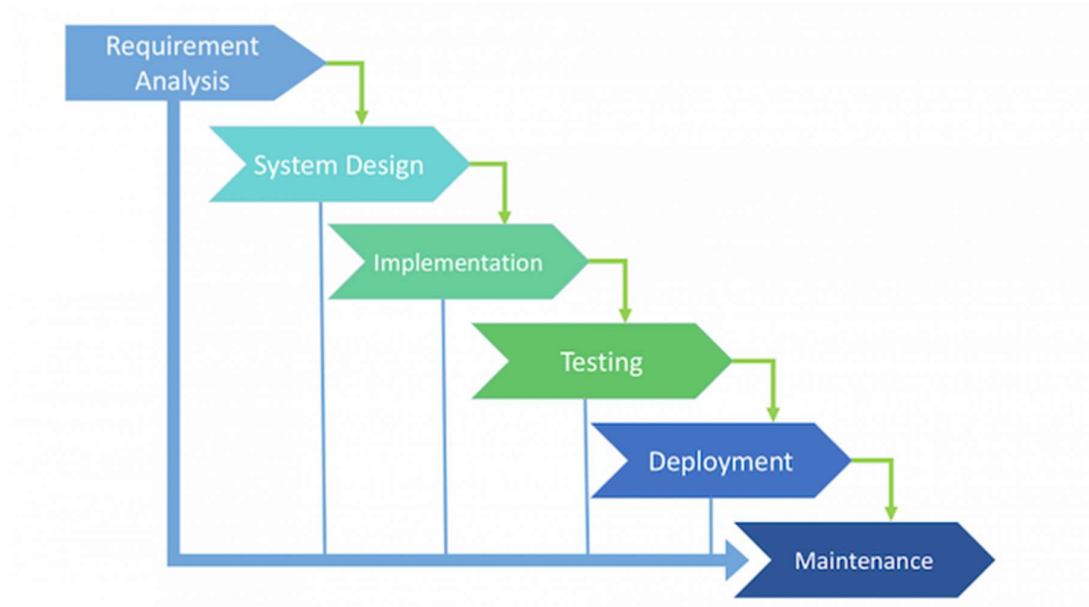 Requirement
Analysis
System Design
Implementation
Testing
Deployment
Maintenance